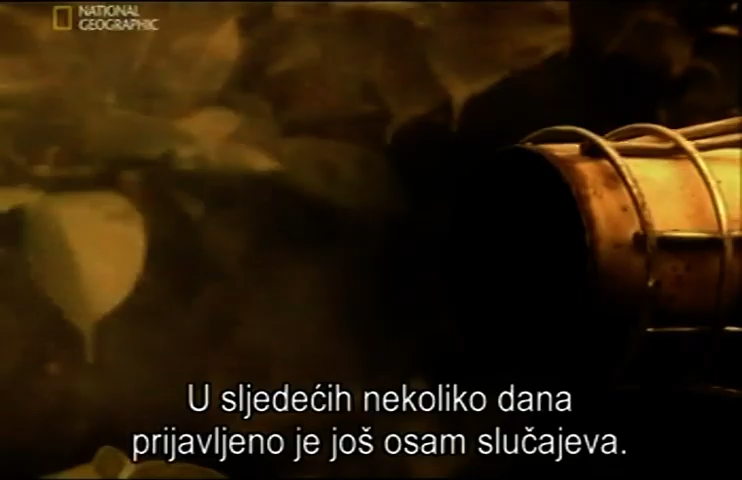 NATIONAL
GEOGRAPHIC
U sljedećih nekoliko dana
prijavljeno je još osam slučajeva.